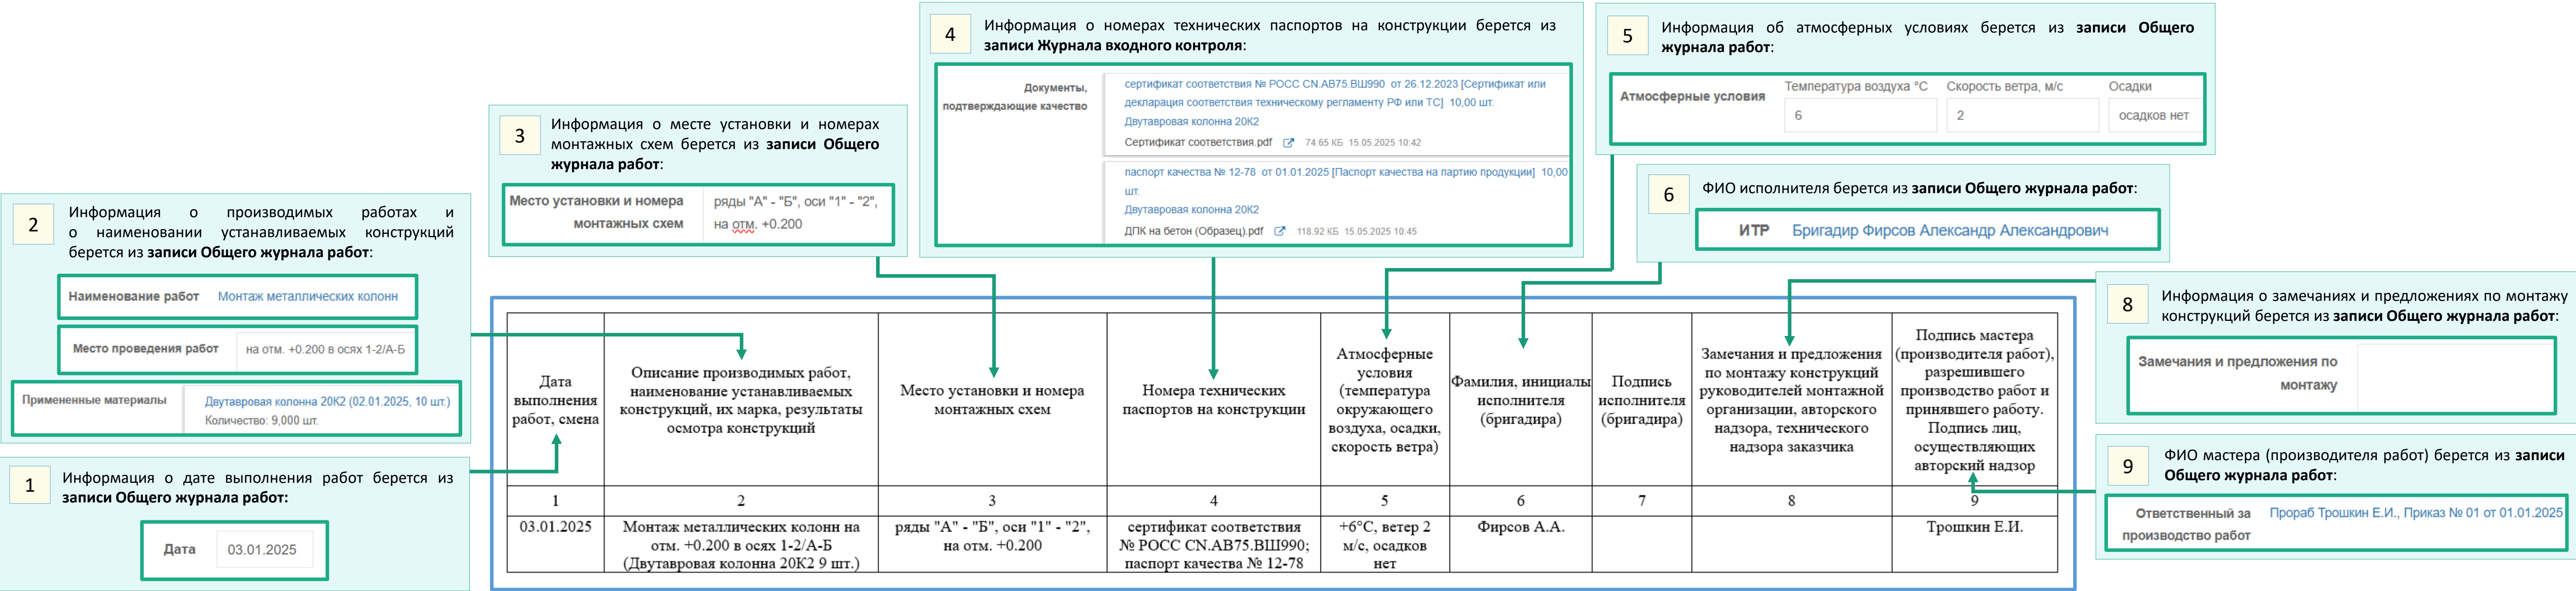 4
Информация о номерах технических паспортов на конструкции берется из
записи Журнала входного контроля:
Документы,
подтверждающие качество
сертификат соответствия № РОСС CN.АВ75.ВШ990 от 26.12.2023 [Сертификат или
декларация соответствия техническому регламенту РФ или ТС] 10,00 шт.
Двутавровая колонна 20К2
Сертификат соответствия.pdf 74.65 КБ 15.05.2025 10:42
паспорт качества № 12-78 от 01.01.2025 [Паспорт качества на партию продукции] 10,00
шт.
Двутавровая колонна 20К2
ДПК на бетон (Образец).pdf 118.92 КБ 15.05.2025 10:45
5
Информация об атмосферных условиях берется из записи Общего
журнала работ:
Атмосферные условия
Температура воздуха °С Скорость ветра, м/с Осадки
6 2 осадков нет
3
Информация о месте установки и номерах
монтажных схем берется из записи Общего
журнала работ:
Место установки и номера
монтажных схем
ряды "А" - "Б", оси "1" - "2",
на отм. +0.200
6
ФИО исполнителя берется из записи Общего журнала работ:
ИТР Бригадир Фирсов Александр Александрович
2
Информация о производимых работах и
о наименовании устанавливаемых конструкций
берется из записи Общего журнала работ:
Наименование работ Монтаж металлических колонн
Место проведения работ на отм. +0.200 в осях 1-2/А-Б
Примененные материалы Двутавровая колонна 20К2 (02.01.2025, 10 шт.)
Количество: 9,000 шт.
8
Информация о замечаниях и предложениях по монтажу
конструкций берется из записи Общего журнала работ:
Замечания и предложения по
монтажу
1
Информация о дате выполнения работ берется из
записи Общего журнала работ:
Дата 03.01.2025
9
ФИО мастера (производителя работ) берется из записи
Общего журнала работ:
Ответственный за
производство работ
Прораб Трошкин Е.И., Приказ № 01 от 01.01.2025
Дата
выполнения
работ, смена
Описание производимых работ,
наименование устанавливаемых
конструкций, их марка, результаты
осмотра конструкций
Место установки и номера
монтажных схем
Номера технических
паспортов на конструкции
Атмосферные
условия
(температура
окружающего
воздуха, осадки,
скорость ветра)
Фамилия, инициалы
исполнителя
(бригадира)
Подпись
исполнителя
(бригадира)
Замечания и предложения
по монтажу конструкций
руководителей монтажной
организации, авторского
надзора, технического
надзора заказчика
Подпись мастера
(производителя работ),
разрешившего
производство работ и
принявшего работу.
Подпись лиц,
осуществляющих
авторский надзор
1 2 3 4 5 6 7 8 9
03.01.2025
Монтаж металлических колонн на
отм. +0.200 в осях 1-2/А-Б
(Двутавровая колонна 20К2 9 шт.)
ряды "А" - "Б", оси "1" - "2",
на отм. +0.200
сертификат соответствия
№ РОСС CN.АВ75.ВШ990;
паспорт качества № 12-78
+6°С, ветер 2
м/с, осадков
нет
Фирсов А.А.
Трошкин Е.И.